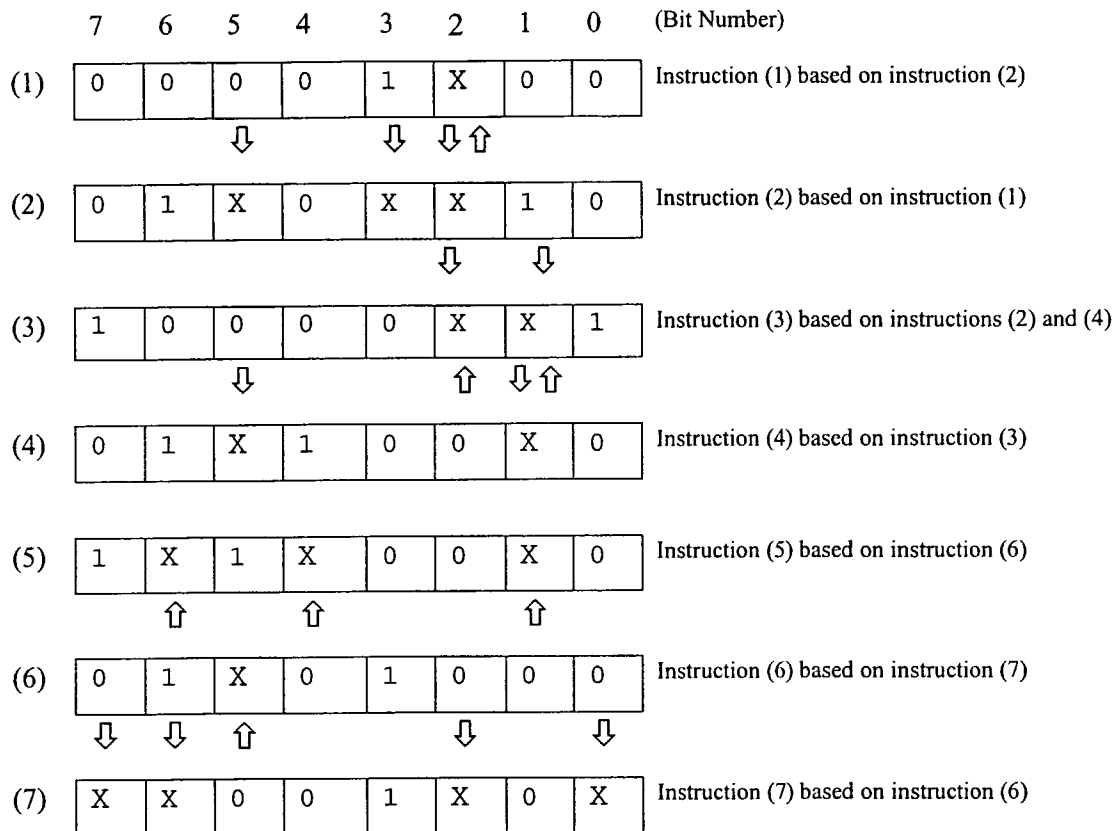 7 6 5 4 3 2 1 0 (Bit Number)
(1) 0 0 0 0 1 X 0 0 Instruction (1) based on instruction (2)
(2) 0 1 X 0 X X 1 0 Instruction (2) based on instruction (1)
(3) 1 0 0 0 0 X X 1 Instruction (3) based on instructions (2) and (4)
(4) 0 1 X 1 0 0 X 0 Instruction (4) based on instruction (3)
(5) 1 X 1 X 0 0 X 0 Instruction (5) based on instruction (6)
(6) 0 1 X 0 1 0 0 0 Instruction (6) based on instruction (7)
(7) X X 0 0 1 X 0 X Instruction (7) based on instruction (6)